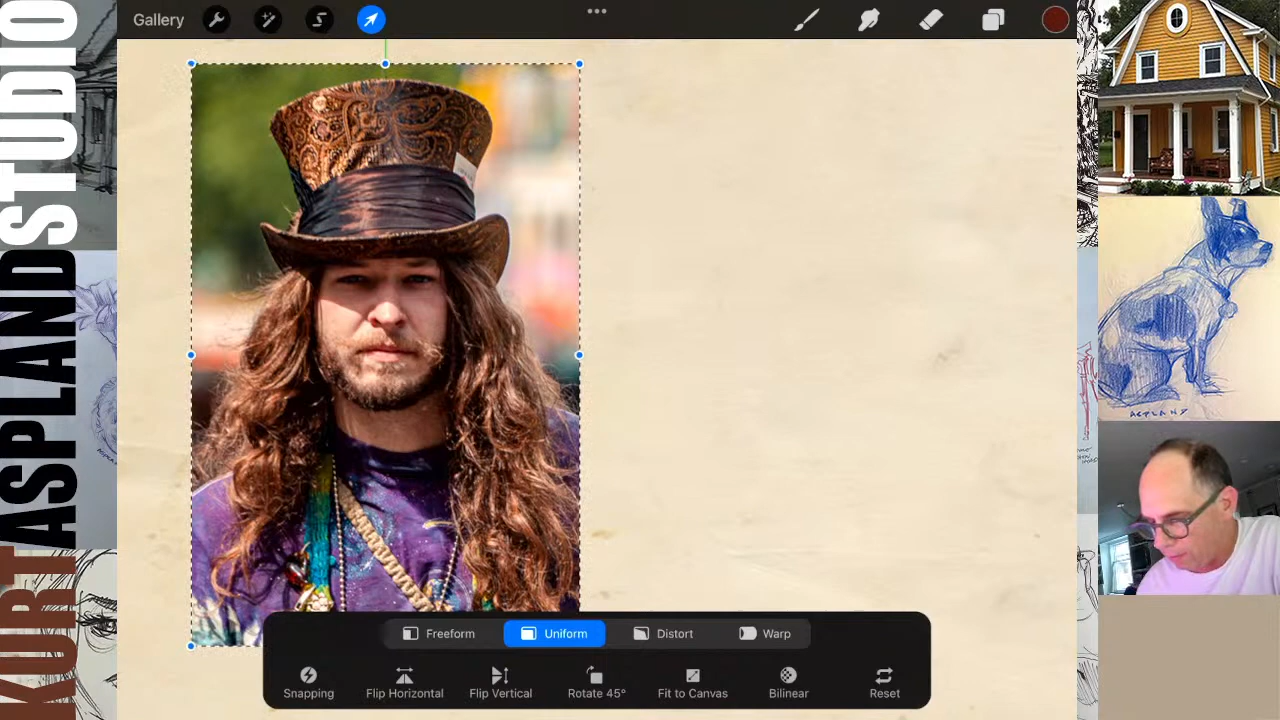 Gallery
KURT ASPLAND STUDIO
ASPLAND
Freeform
Uniform
Distort
Warp
Snapping
Flip Horizontal
Flip Vertical
Rotate 45°
Fit to Canvas
Bilinear
Reset